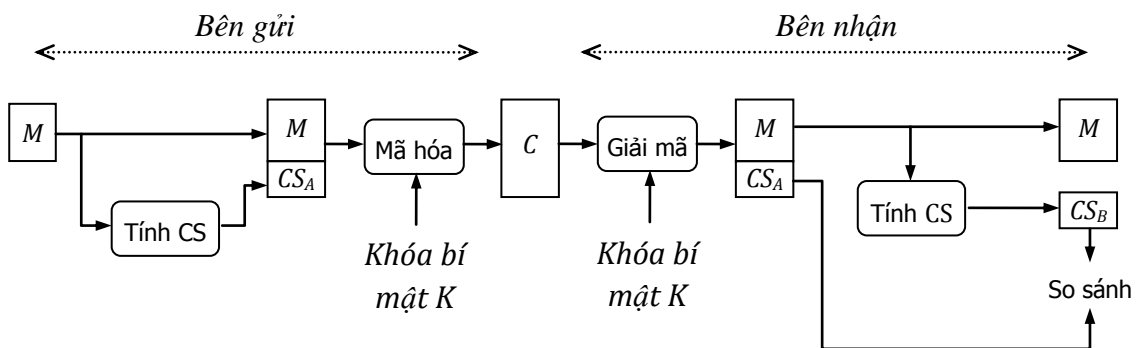 Bên gửi
Bên nhận
M
M
CS_A
Tính CS
Mã hóa
Khóa bí
mật K
C
Giải mã
Khóa bí
mật K
M
CS_A
Tính CS
M
CS_B
So sánh